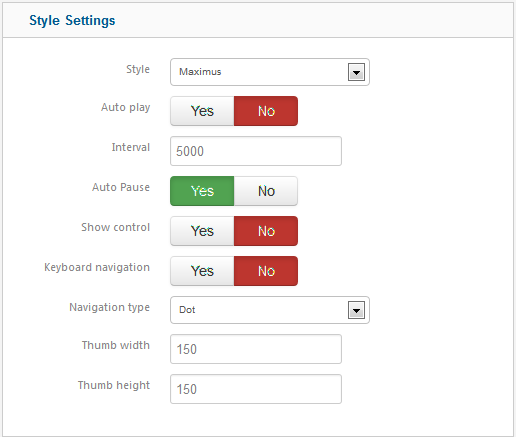 Style Settings
Style Maximus
Auto play Yes No
Interval 5000
Auto Pause Yes No
Show control Yes No
Keyboard navigation Yes No
Navigation type Dot
Thumb width 150
Thumb height 150